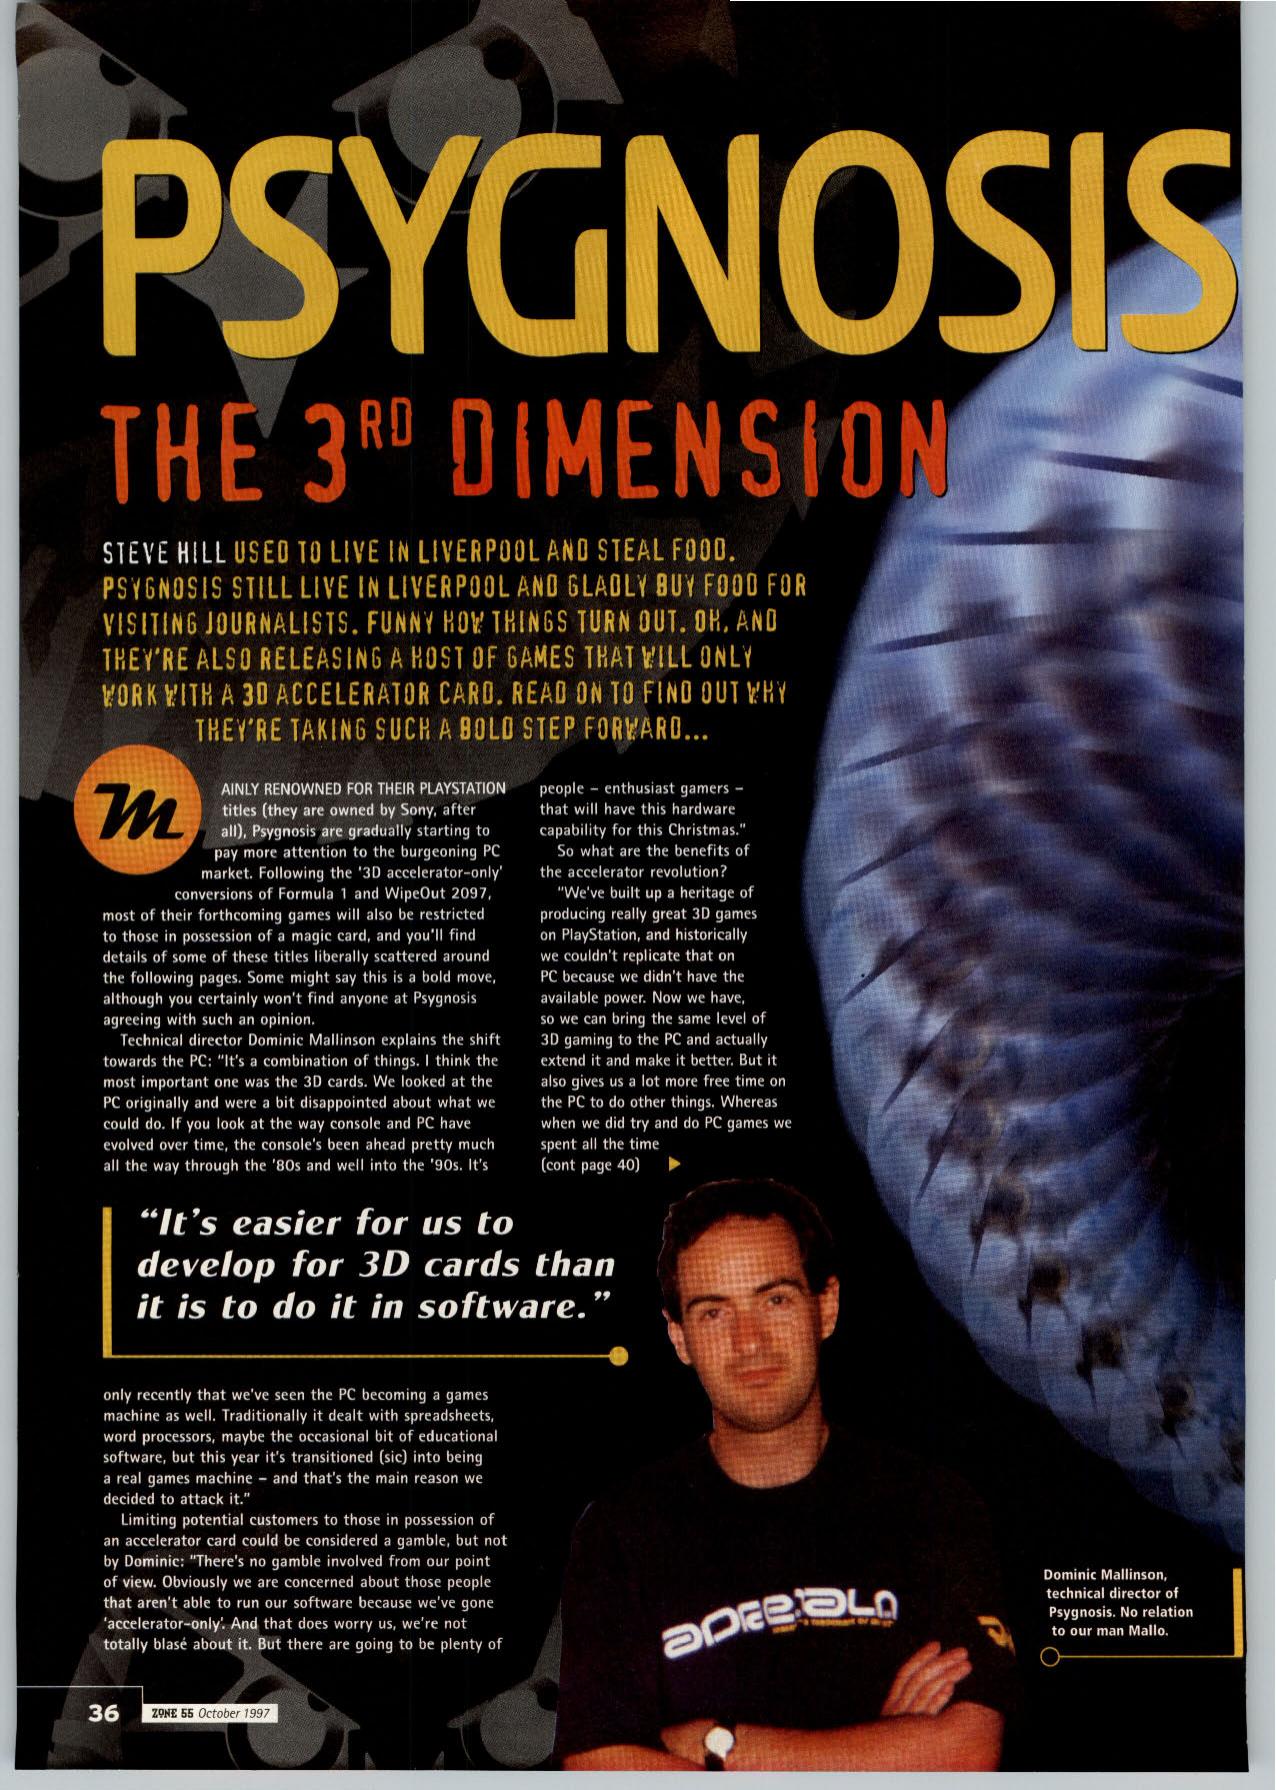 PSYGNOSIS
THE 3RD DIMENSION
STEVE HILL USED TO LIVE IN LIVERPOOL AND STEAL FOOD.
PSYGNOSIS STILL LIVE IN LIVERPOOL AND GLADLY BUY FOOD FOR
VISITING JOURNALISTS. FUNNY HOW THINGS TURN OUT. OH, AND
THEY'RE ALSO RELEASING A HOST OF GAMES THAT WILL ONLY
WORK WITH A 3D ACCELERATOR CARD. READ ON TO FIND OUT WHY
THEY'RE TAKING SUCH A BOLD STEP FORWARD...
MAINLY RENOWNED FOR THEIR PLAYSTATION
titles (they are owned by Sony, after
all), Psygnosis are gradually starting to
pay more attention to the burgeoning PC
market. Following the '3D accelerator-only'
conversions of Formula 1 and WipeOut 2097,
most of their forthcoming games will also be restricted
to those in possession of a magic card, and you'll find
details of some of these titles liberally scattered around
the following pages. Some might say this is a bold move,
although you certainly won't find anyone at Psygnosis
agreeing with such an opinion.
Technical director Dominic Mallinson explains the shift
towards the PC: "It's a combination of things. I think the
most important one was the 3D cards. We looked at the
PC originally and were a bit disappointed about what we
could do. If you look at the way console and PC have
evolved over time, the console's been ahead pretty much
all the way through the '80s and well into the '90s. It's
only recently that we've seen the PC becoming a games
machine as well. Traditionally it dealt with spreadsheets,
word processors, maybe the occasional bit of educational
software, but this year it's transitioned (sic) into being
a real games machine – and that's the main reason we
decided to attack it."
Limiting potential customers to those in possession of
an accelerator card could be considered a gamble, but not
by Dominic: "There's no gamble involved from our point
of view. Obviously we are concerned about those people
that aren't able to run our software because we've gone
'accelerator-only'. And that does worry us, we're not
totally blasé about it. But there are going to be plenty of
people – enthusiast gamers –
that will have this hardware
capability for this Christmas."
So what are the benefits of
the accelerator revolution?
"We've built up a heritage of
producing really great 3D games
on PlayStation, and historically
we couldn't replicate that on
PC because we didn't have the
available power. Now we have,
so we can bring the same level of
3D gaming to the PC and actually
extend it and make it better. But it
also gives us a lot more free time on
the PC to do other things. Whereas
when we did try and do PC games we
spent all the time
(cont page 40)
"It's easier for us to
develop for 3D cards than
it is to do it in software."
Dominic Mallinson,
technical director of
Psygnosis. No relation
to our man Mallo.
36
ZONE 55 October 1997